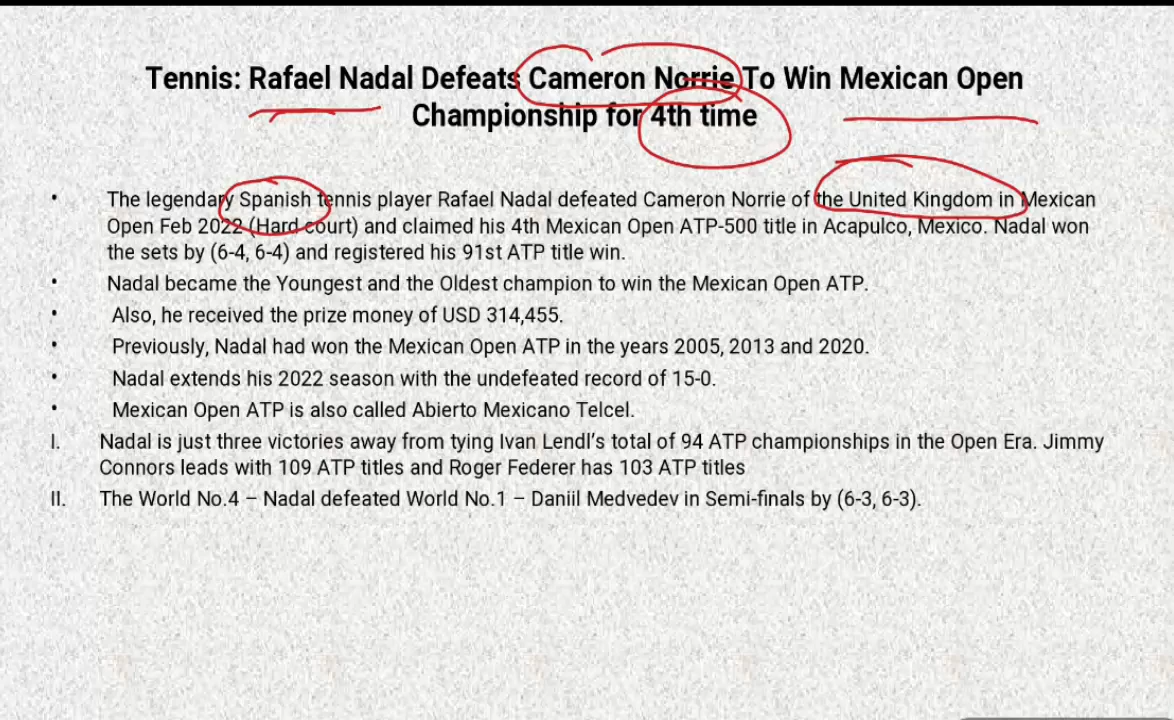 Tennis: Rafael Nadal Defeats Cameron Norrie To Win Mexican Open
Championship for 4th time
• The legendary Spanish tennis player Rafael Nadal defeated Cameron Norrie of the United Kingdom in Mexican
Open Feb 2022 (Hard court) and claimed his 4th Mexican Open ATP-500 title in Acapulco, Mexico. Nadal won
the sets by (6-4, 6-4) and registered his 91st ATP title win.
• Nadal became the Youngest and the Oldest champion to win the Mexican Open ATP.
• Also, he received the prize money of USD 314,455.
• Previously, Nadal had won the Mexican Open ATP in the years 2005, 2013 and 2020.
• Nadal extends his 2022 season with the undefeated record of 15-0.
• Mexican Open ATP is also called Abierto Mexicano Telcel.
I. Nadal is just three victories away from tying Ivan Lendl's total of 94 ATP championships in the Open Era. Jimmy
Connors leads with 109 ATP titles and Roger Federer has 103 ATP titles
II. The World No.4 – Nadal defeated World No.1 – Daniil Medvedev in Semi-finals by (6-3, 6-3).